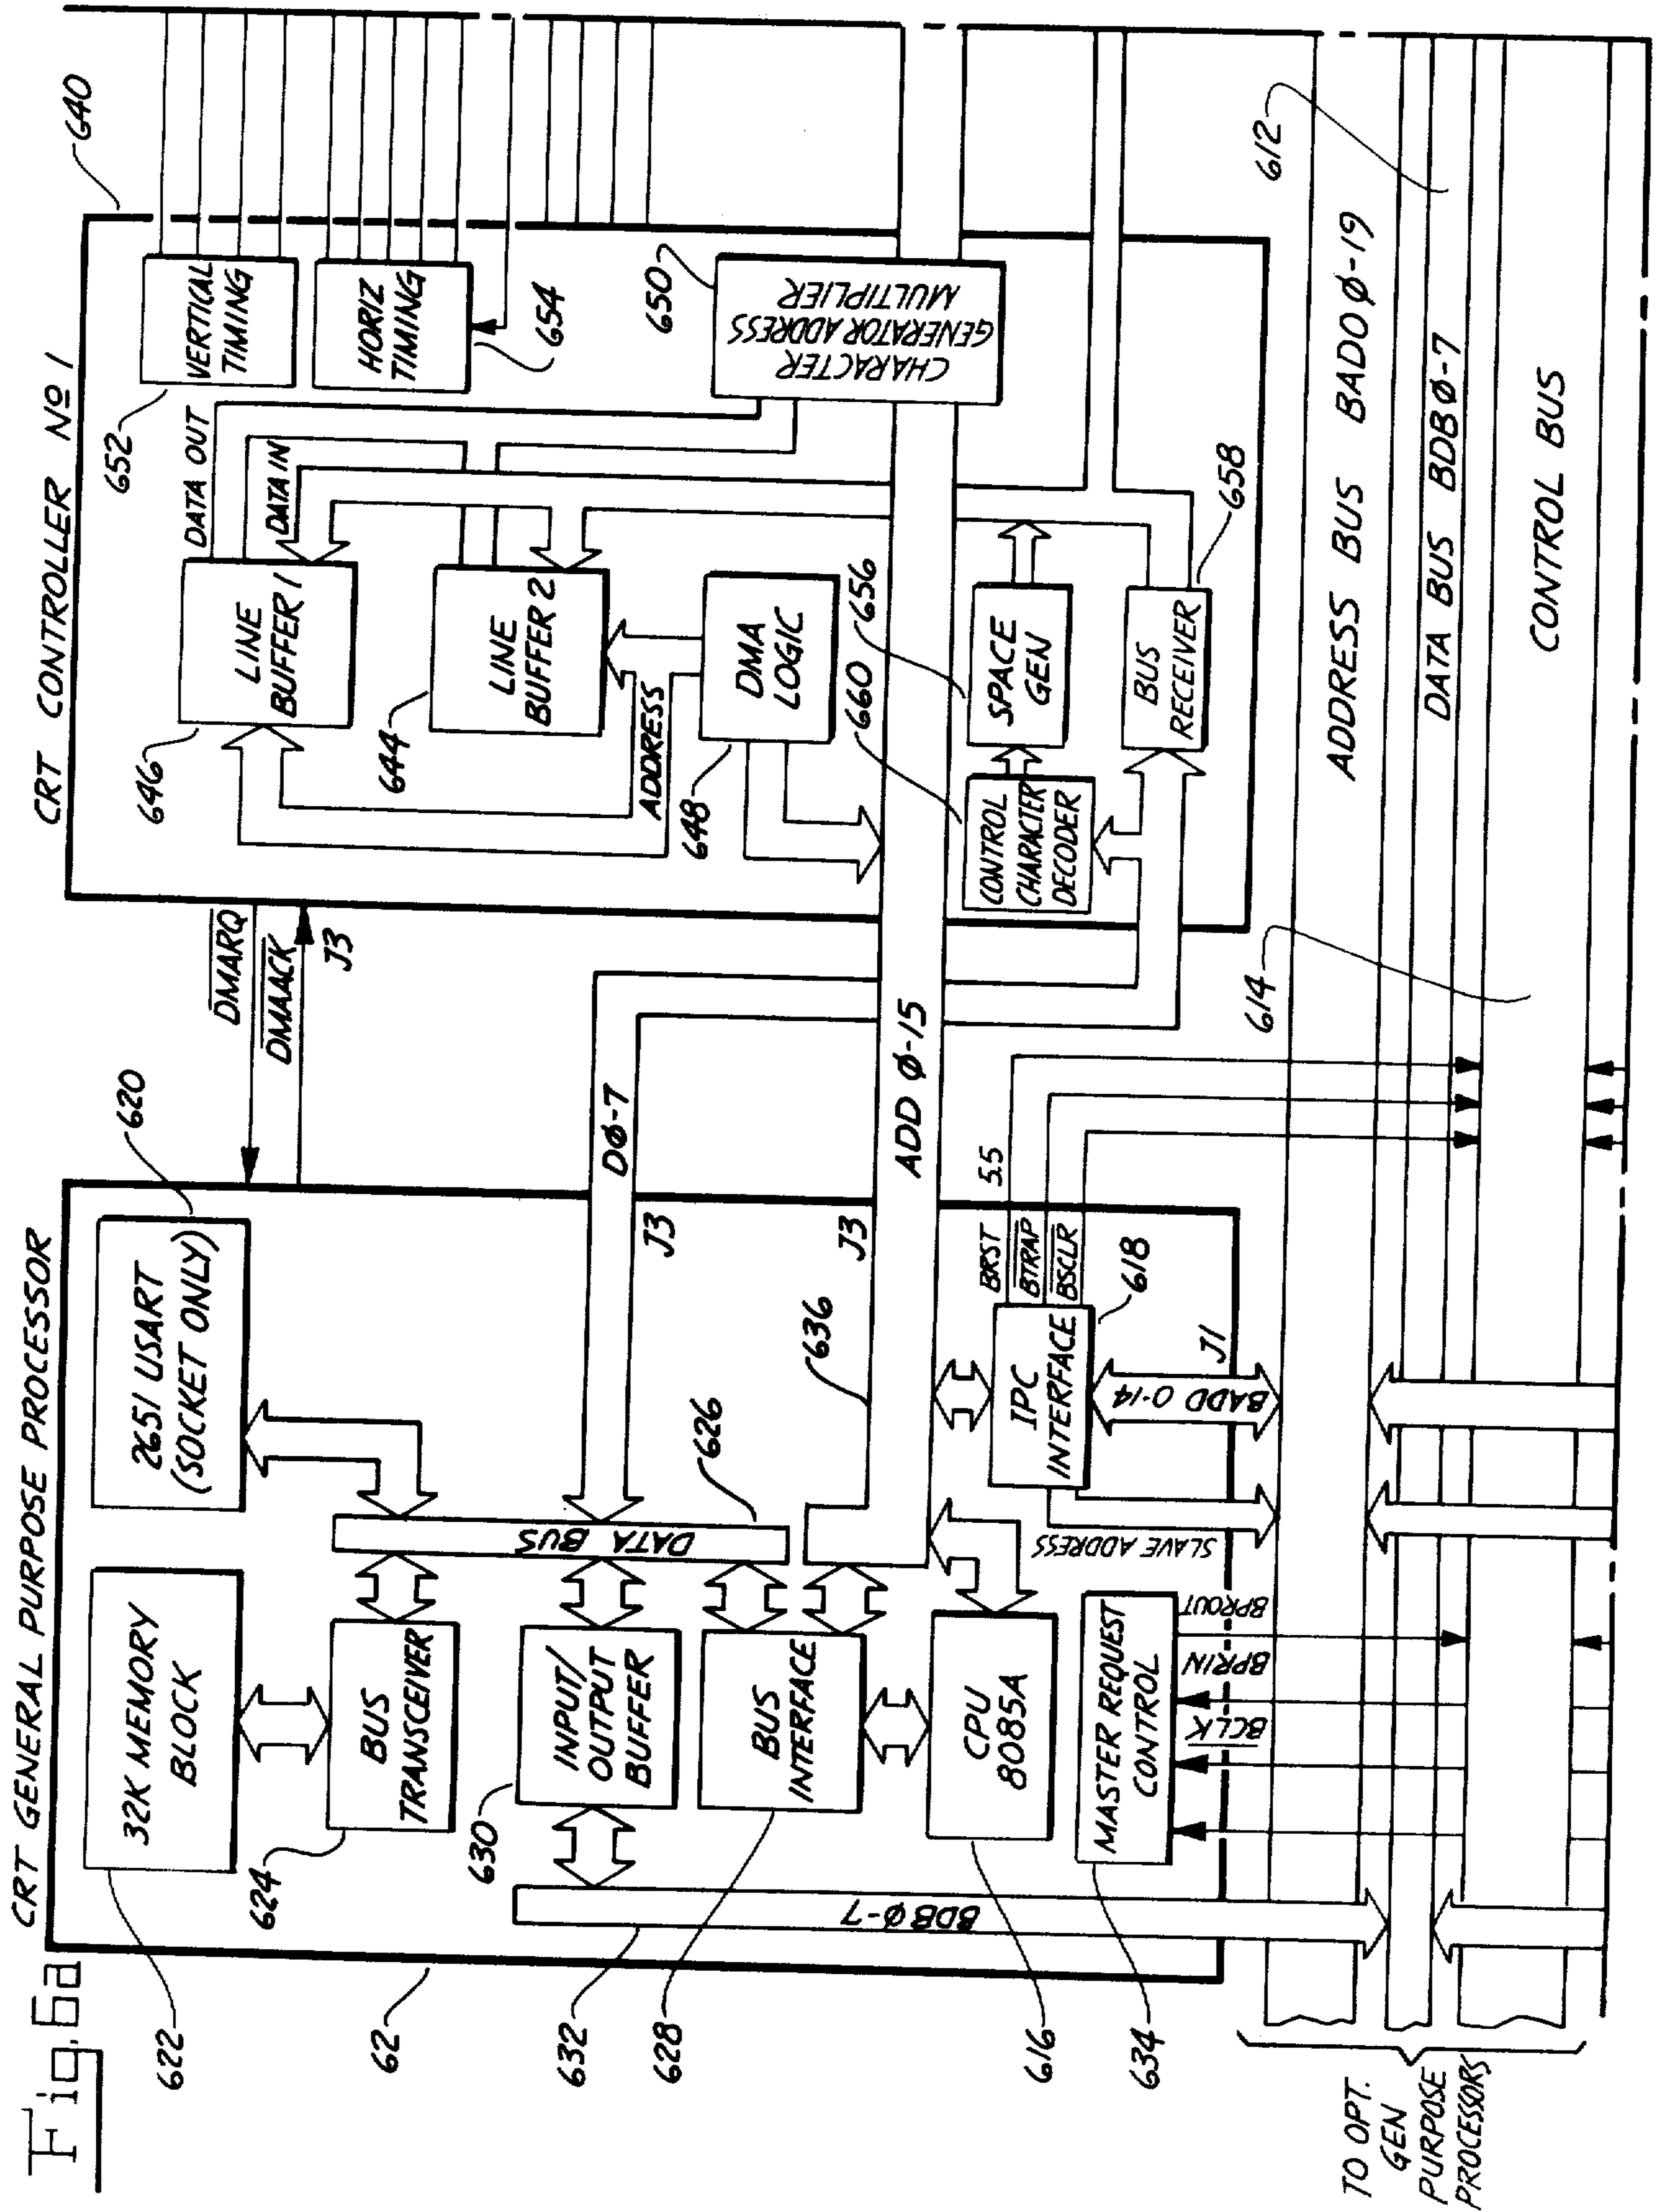 Fig. 6a
CRT GENERAL PURPOSE PROCESSOR
CRT CONTROLLER No 1
622
32K MEMORY
BLOCK
2651 USART
(SOCKET ONLY)
620
624
BUS
TRANSCEIVER
62
630
INPUT/
OUTPUT
BUFFER
DATA BUS
626
632
BDBØ-7
628
BUS
INTERFACE
636
616
CPU
8085A
634
MASTER REQUEST
CONTROL
BCLK
BPRIN
BPROUT
SLAVE ADDRESS
IPC
INTERFACE
618
BADD 0-14
J1
BRST
55
BTRAP
BSCLR
J3
J3
DØ-7
ADD Ø-15
DMARQ
DMAACK
J3
640
652
VERTICAL
TIMING
HORIZ
TIMING
654
DATA OUT
DATA IN
646
LINE
BUFFER 1
644
LINE
BUFFER 2
ADDRESS
648
DMA
LOGIC
650
CHARACTER
GENERATOR ADDRESS
MULTIPLIER
660
CONTROL
CHARACTER
DECODER
656
SPACE
GEN
BUS
RECEIVER
658
614
612
ADDRESS BUS BADD Ø-19
DATA BUS BDBØ-7
CONTROL BUS
TO OPT.
GEN
PURPOSE
PROCESSORS